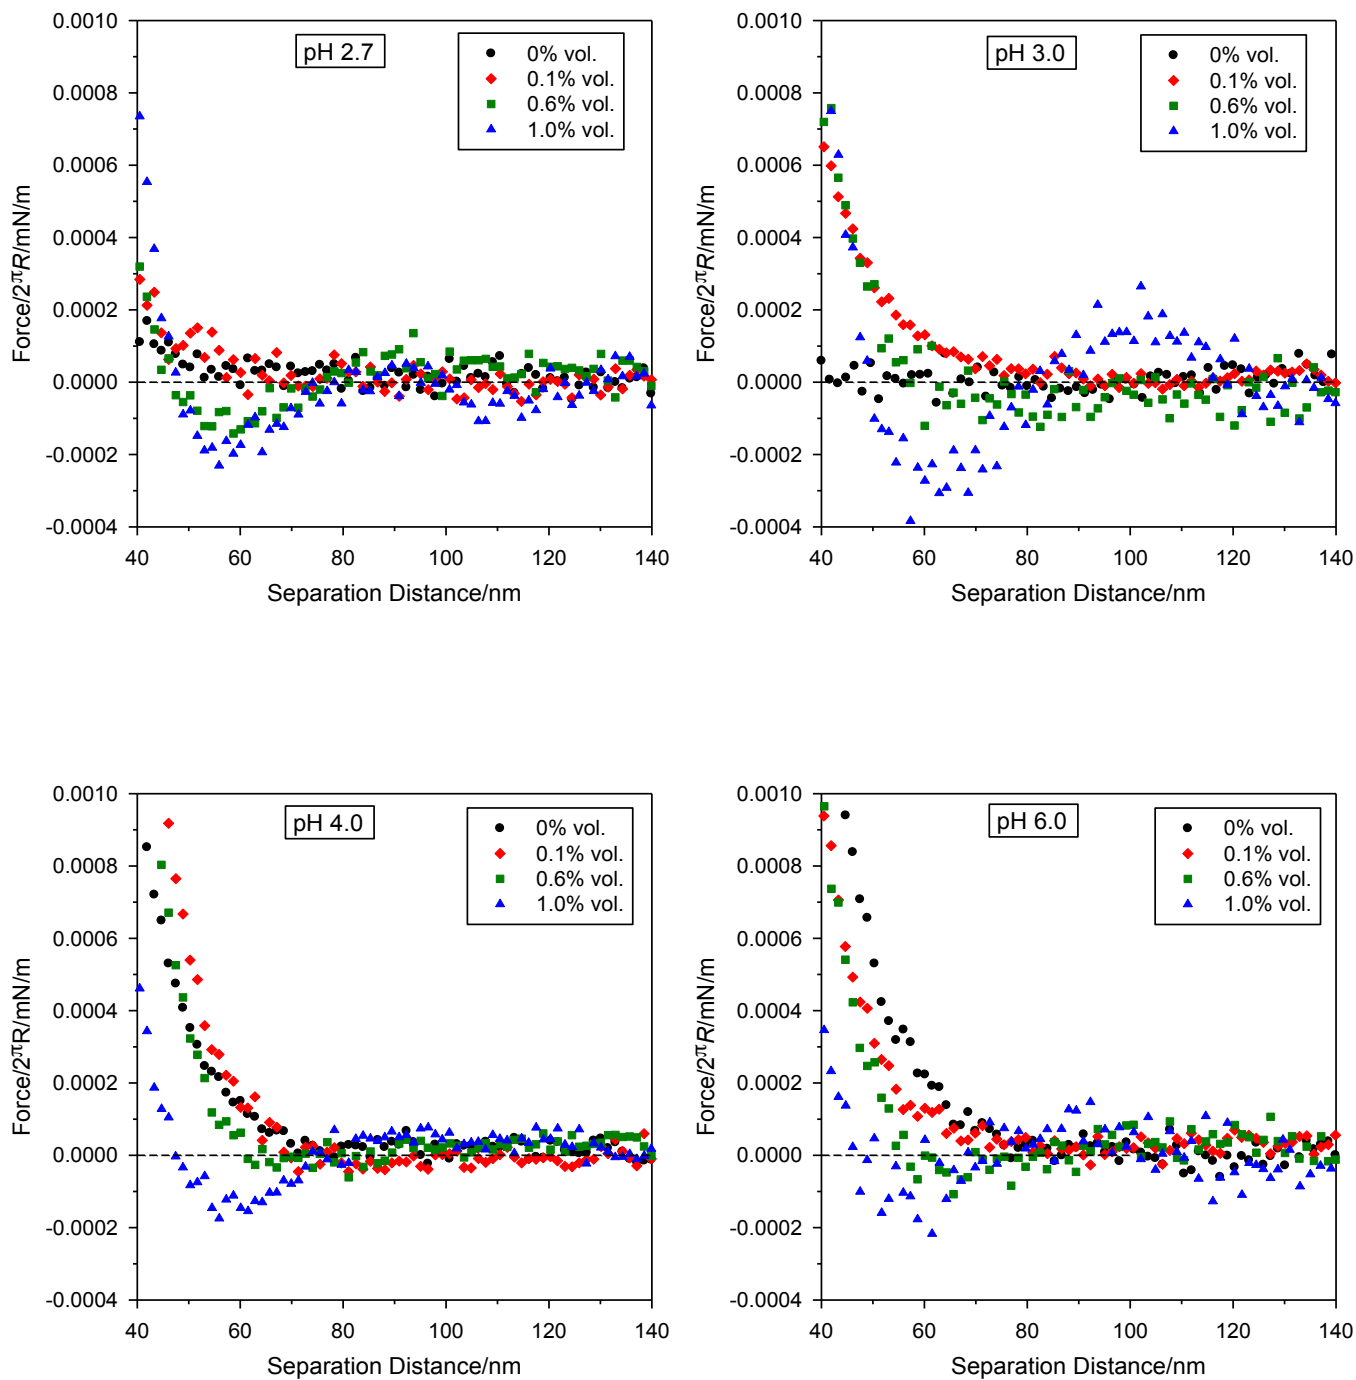 pH 2.7
0% vol.
0.1% vol.
0.6% vol.
1.0% vol.
0.0010
0.0008
0.0006
0.0004
0.0002
0.0000
-0.0002
-0.0004
Force/2πR/mN/m
40 60 80 100 120 140
Separation Distance/nm
pH 3.0
0% vol.
0.1% vol.
0.6% vol.
1.0% vol.
0.0010
0.0008
0.0006
0.0004
0.0002
0.0000
-0.0002
-0.0004
Force/2πR/mN/m
40 60 80 100 120 140
Separation Distance/nm
pH 4.0
0% vol.
0.1% vol.
0.6% vol.
1.0% vol.
0.0010
0.0008
0.0006
0.0004
0.0002
0.0000
-0.0002
-0.0004
Force/2πR/mN/m
40 60 80 100 120 140
Separation Distance/nm
pH 6.0
0% vol.
0.1% vol.
0.6% vol.
1.0% vol.
0.0010
0.0008
0.0006
0.0004
0.0002
0.0000
-0.0002
-0.0004
Force/2πR/mN/m
40 60 80 100 120 140
Separation Distance/nm